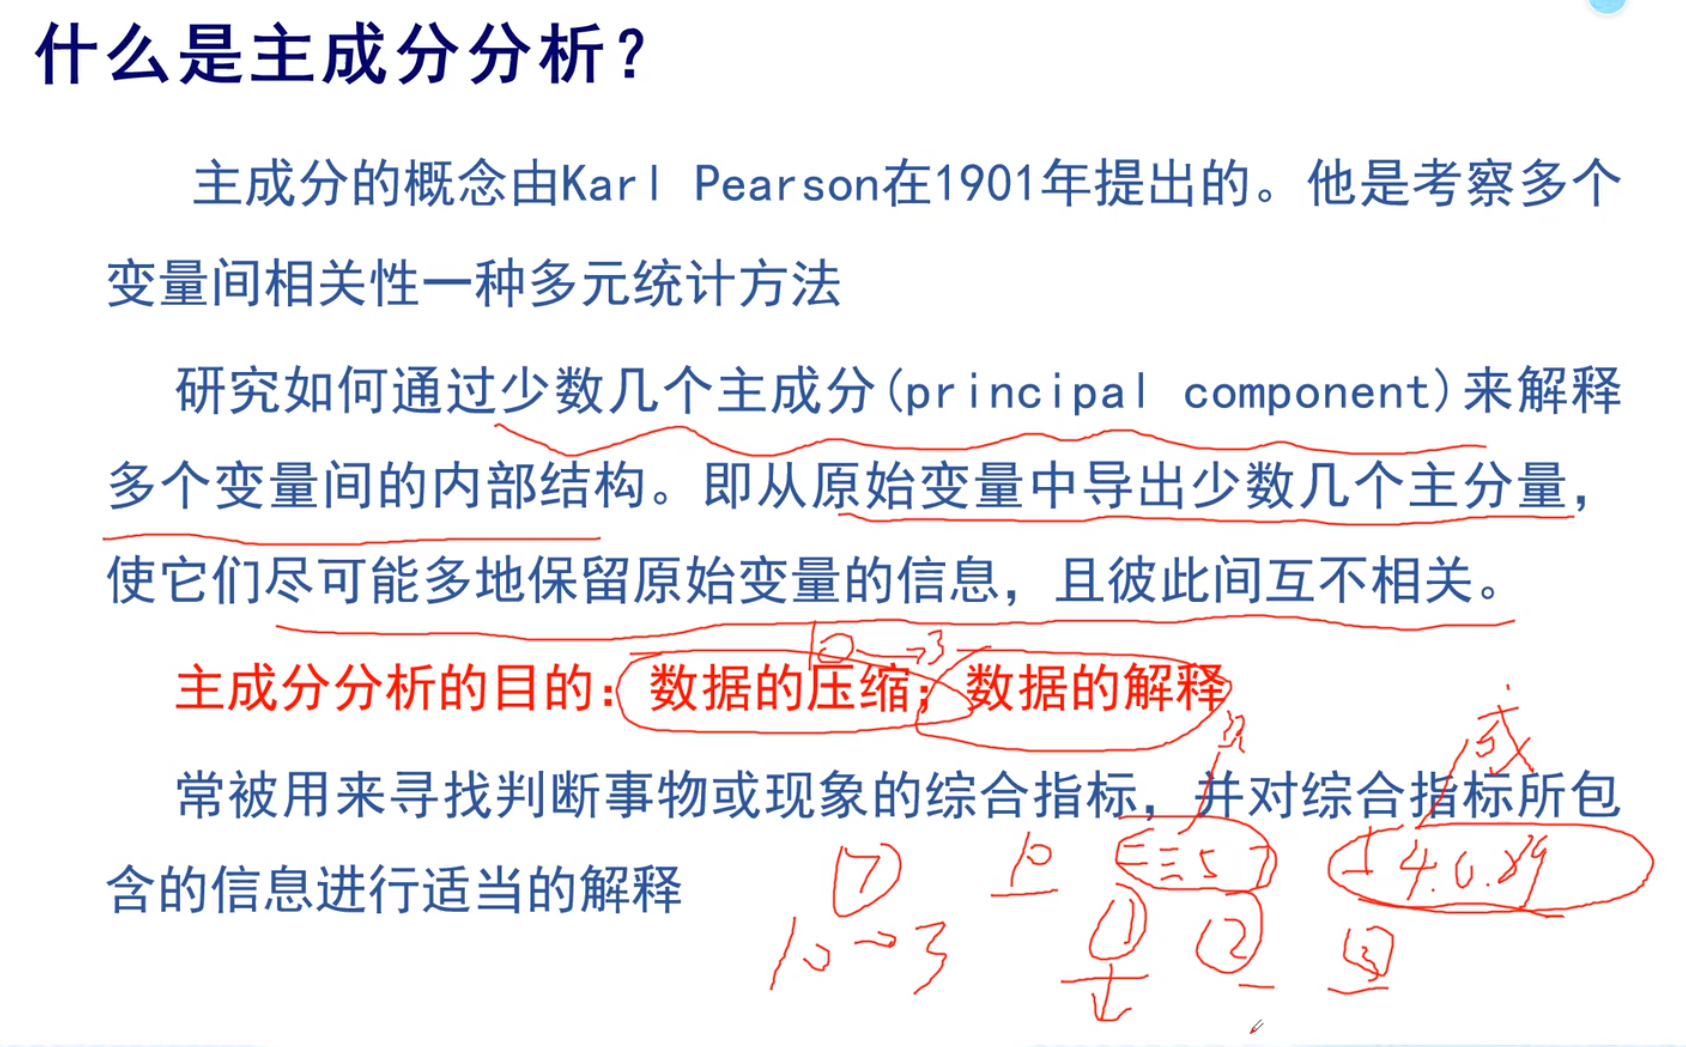 什么是主成分分析？
主成分的概念由Karl Pearson在1901年提出的。他是考察多个
变量间相关性一种多元统计方法
研究如何通过少数几个主成分(principal component)来解释
多个变量间的内部结构。即从原始变量中导出少数几个主分量，
使它们尽可能多地保留原始变量的信息，且彼此间互不相关。
10→3
主成分分析的目的：数据的压缩；数据的解释
常被用来寻找判断事物或现象的综合指标，并对综合指标所包
含的信息进行适当的解释
10→3
① ②